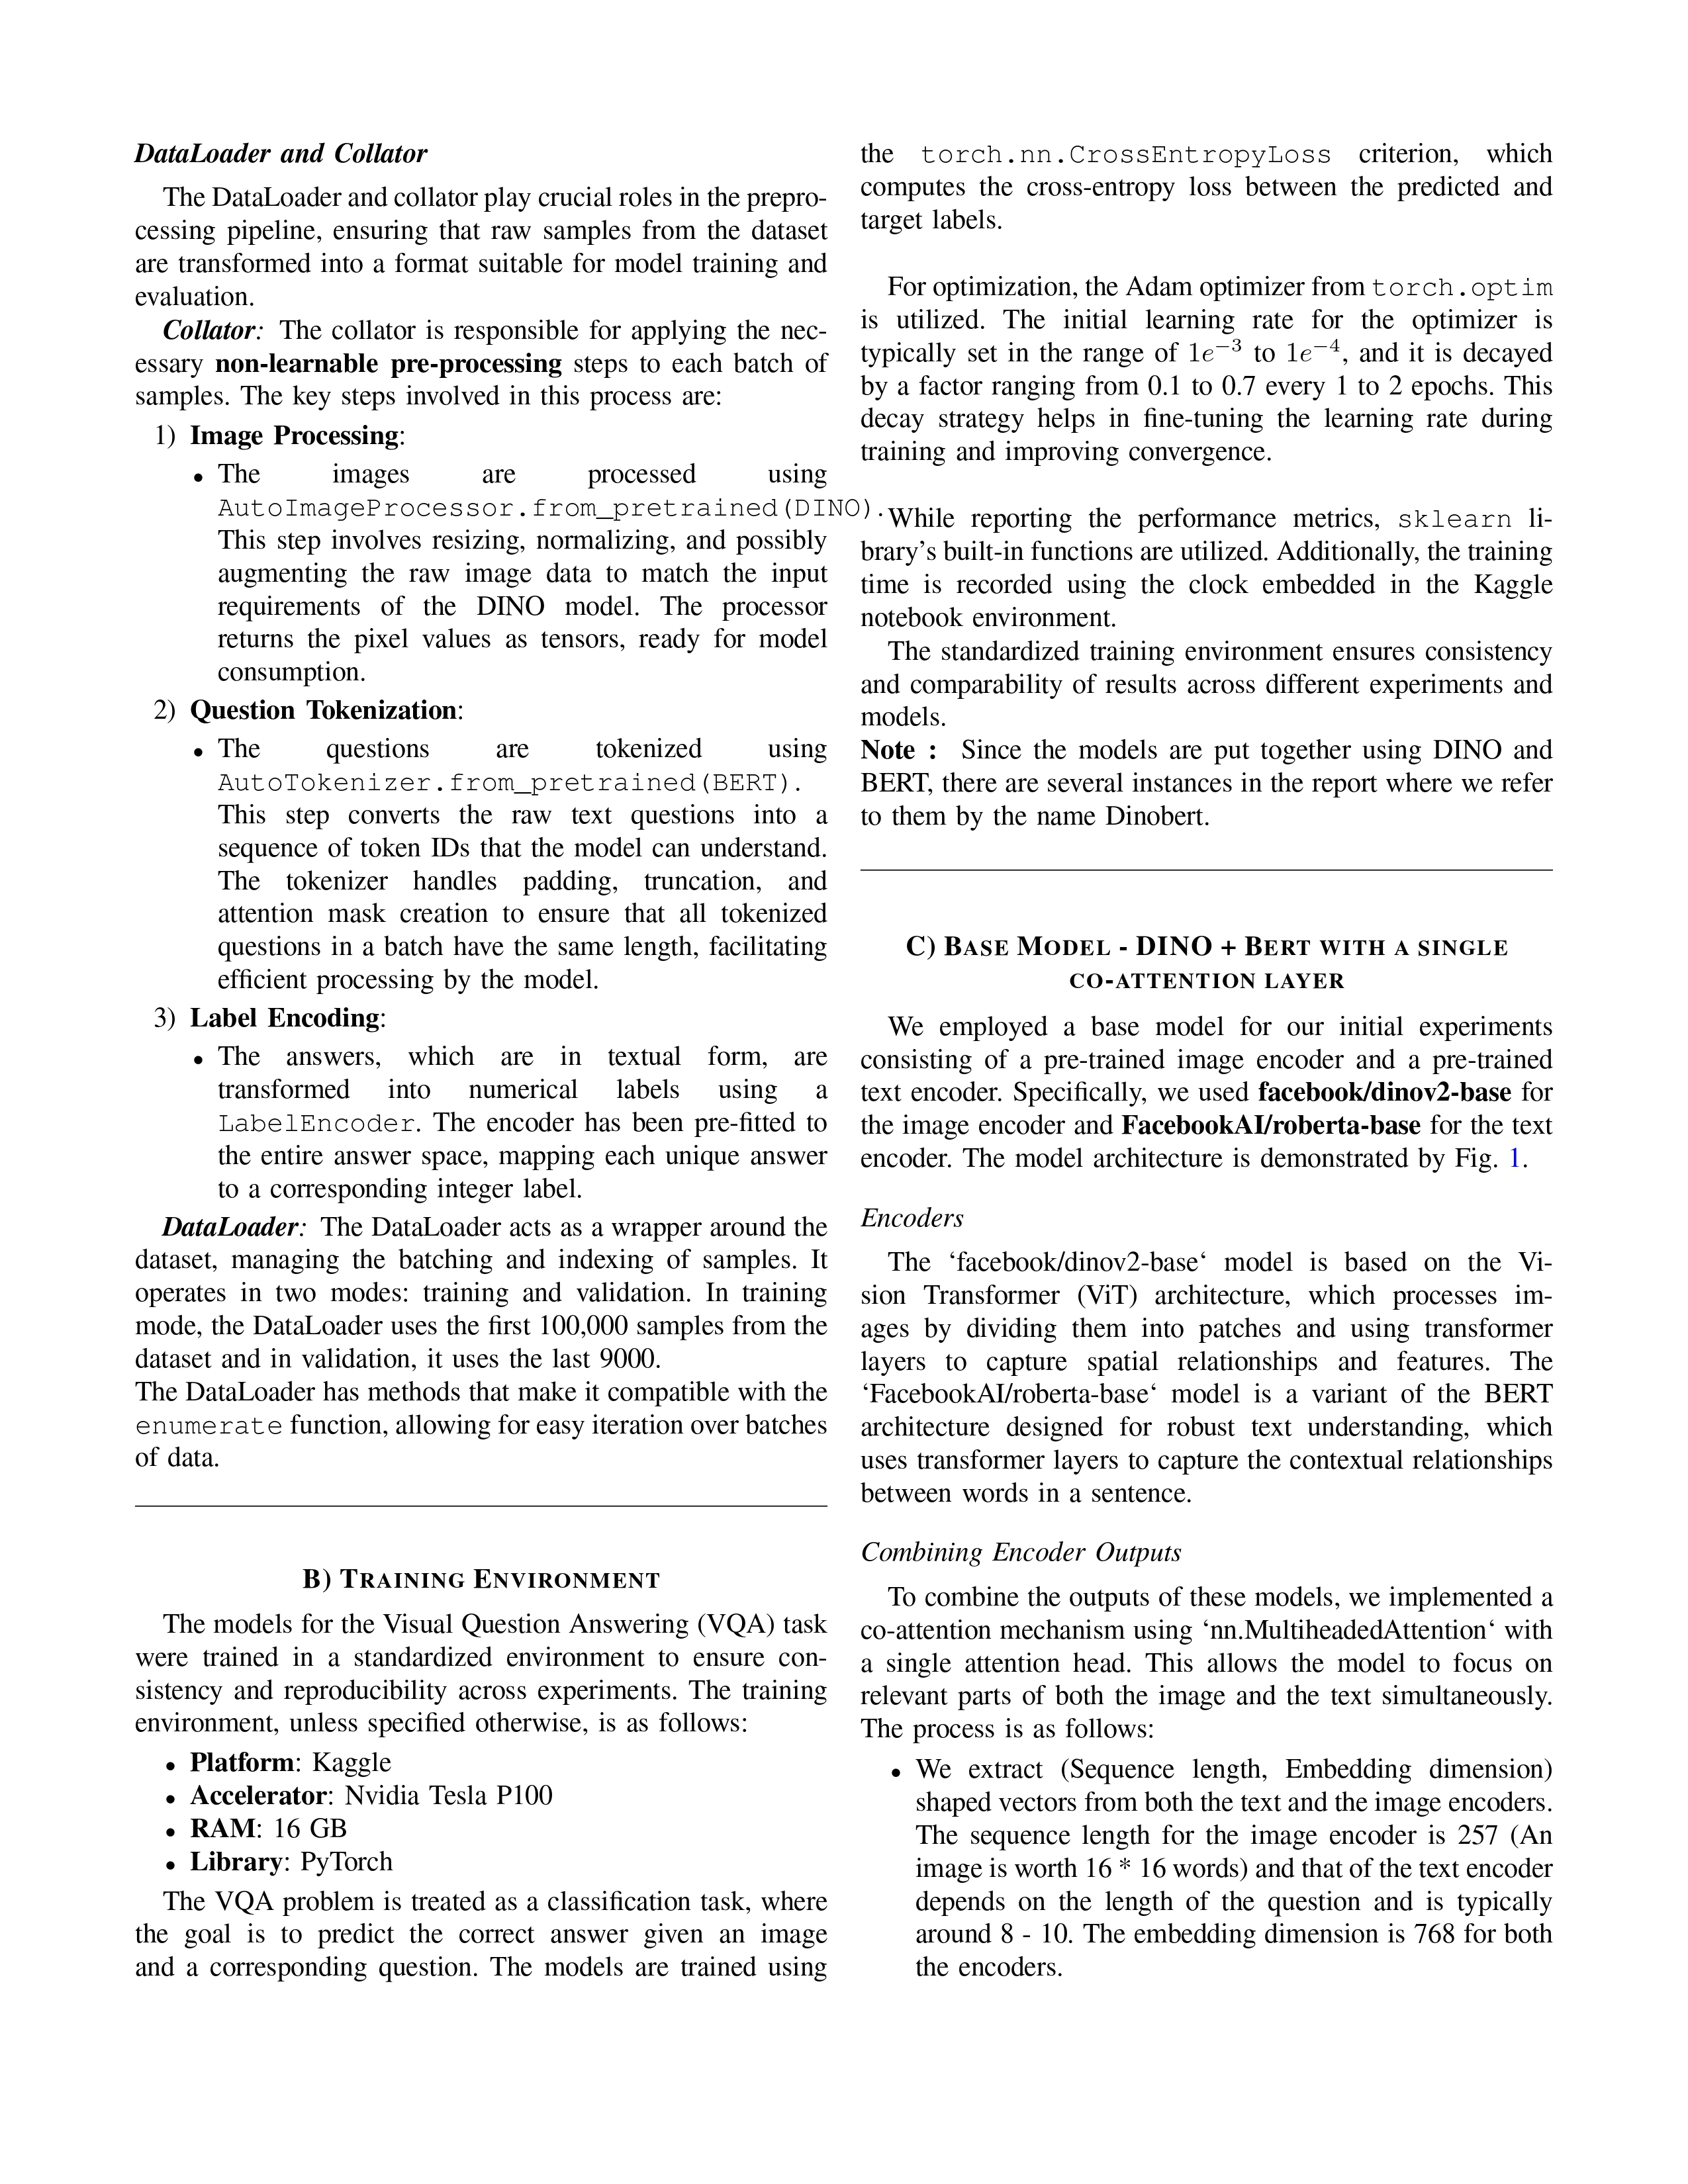 DataLoader and Collator
The DataLoader and collator play crucial roles in the prepro-
cessing pipeline, ensuring that raw samples from the dataset
are transformed into a format suitable for model training and
evaluation.
Collator: The collator is responsible for applying the nec-
essary non-learnable pre-processing steps to each batch of
samples. The key steps involved in this process are:
1) Image Processing:
• The images are processed using
AutoImageProcessor.from_pretrained(DINO).
This step involves resizing, normalizing, and possibly
augmenting the raw image data to match the input
requirements of the DINO model. The processor
returns the pixel values as tensors, ready for model
consumption.
2) Question Tokenization:
• The questions are tokenized using
AutoTokenizer.from_pretrained(BERT).
This step converts the raw text questions into a
sequence of token IDs that the model can understand.
The tokenizer handles padding, truncation, and
attention mask creation to ensure that all tokenized
questions in a batch have the same length, facilitating
efficient processing by the model.
3) Label Encoding:
• The answers, which are in textual form, are
transformed into numerical labels using a
LabelEncoder. The encoder has been pre-fitted to
the entire answer space, mapping each unique answer
to a corresponding integer label.
DataLoader: The DataLoader acts as a wrapper around the
dataset, managing the batching and indexing of samples. It
operates in two modes: training and validation. In training
mode, the DataLoader uses the first 100,000 samples from the
dataset and in validation, it uses the last 9000.
The DataLoader has methods that make it compatible with the
enumerate function, allowing for easy iteration over batches
of data.
B) TRAINING ENVIRONMENT
The models for the Visual Question Answering (VQA) task
were trained in a standardized environment to ensure con-
sistency and reproducibility across experiments. The training
environment, unless specified otherwise, is as follows:
• Platform: Kaggle
• Accelerator: Nvidia Tesla P100
• RAM: 16 GB
• Library: PyTorch
The VQA problem is treated as a classification task, where
the goal is to predict the correct answer given an image
and a corresponding question. The models are trained using
the torch.nn.CrossEntropyLoss criterion, which
computes the cross-entropy loss between the predicted and
target labels.
For optimization, the Adam optimizer from torch.optim
is utilized. The initial learning rate for the optimizer is
typically set in the range of 1e⁻³ to 1e⁻⁴, and it is decayed
by a factor ranging from 0.1 to 0.7 every 1 to 2 epochs. This
decay strategy helps in fine-tuning the learning rate during
training and improving convergence.
While reporting the performance metrics, sklearn li-
brary's built-in functions are utilized. Additionally, the training
time is recorded using the clock embedded in the Kaggle
notebook environment.
The standardized training environment ensures consistency
and comparability of results across different experiments and
models.
Note : Since the models are put together using DINO and
BERT, there are several instances in the report where we refer
to them by the name Dinobert.
C) BASE MODEL - DINO + BERT WITH A SINGLE
CO-ATTENTION LAYER
We employed a base model for our initial experiments
consisting of a pre-trained image encoder and a pre-trained
text encoder. Specifically, we used facebook/dinov2-base for
the image encoder and FacebookAI/roberta-base for the text
encoder. The model architecture is demonstrated by Fig. 1.
Encoders
The ‘facebook/dinov2-base‘ model is based on the Vi-
sion Transformer (ViT) architecture, which processes im-
ages by dividing them into patches and using transformer
layers to capture spatial relationships and features. The
‘FacebookAI/roberta-base‘ model is a variant of the BERT
architecture designed for robust text understanding, which
uses transformer layers to capture the contextual relationships
between words in a sentence.
Combining Encoder Outputs
To combine the outputs of these models, we implemented a
co-attention mechanism using ‘nn.MultiheadedAttention‘ with
a single attention head. This allows the model to focus on
relevant parts of both the image and the text simultaneously.
The process is as follows:
• We extract (Sequence length, Embedding dimension)
shaped vectors from both the text and the image encoders.
The sequence length for the image encoder is 257 (An
image is worth 16 * 16 words) and that of the text encoder
depends on the length of the question and is typically
around 8 - 10. The embedding dimension is 768 for both
the encoders.